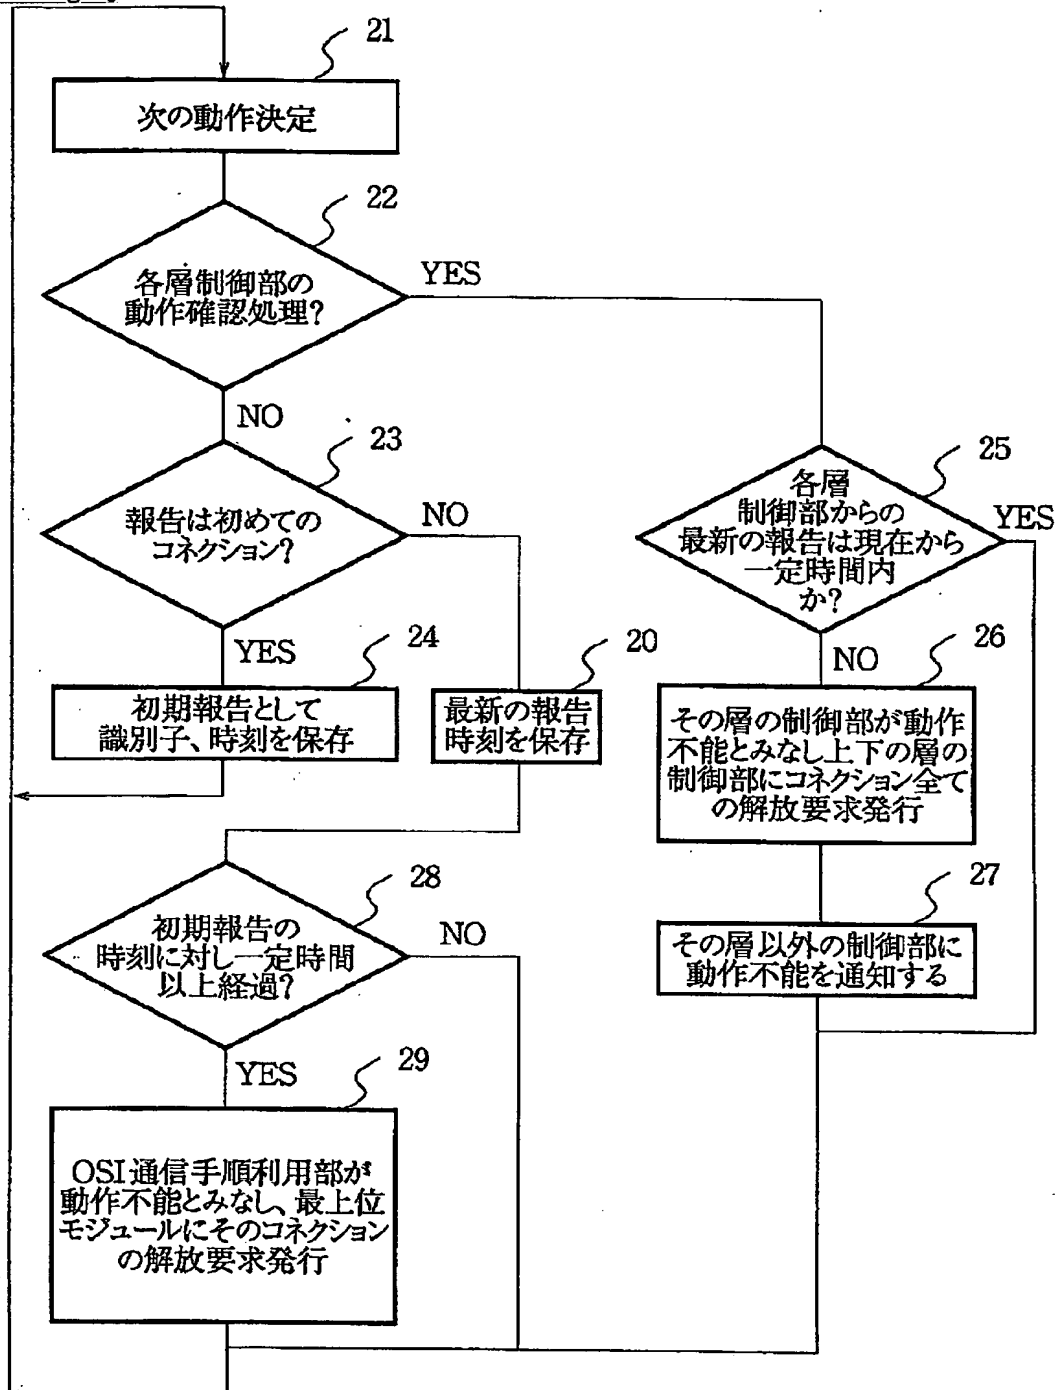 21
次の動作決定
22
各層制御部の
動作確認処理?
YES
NO
23
報告は初めての
コネクション?
NO
YES
24
初期報告として
識別子、時刻を保存
20
最新の報告
時刻を保存
25
各層
制御部からの
最新の報告は現在から
一定時間内
か?
YES
NO
26
その層の制御部が動作
不能とみなし上下の層の
制御部にコネクション全て
の解放要求発行
27
その層以外の制御部に
動作不能を通知する
28
初期報告の
時刻に対し一定時間
以上経過?
NO
YES
29
OSI通信手順利用部が
動作不能とみなし、最上位
モジュールにそのコネクション
の解放要求発行